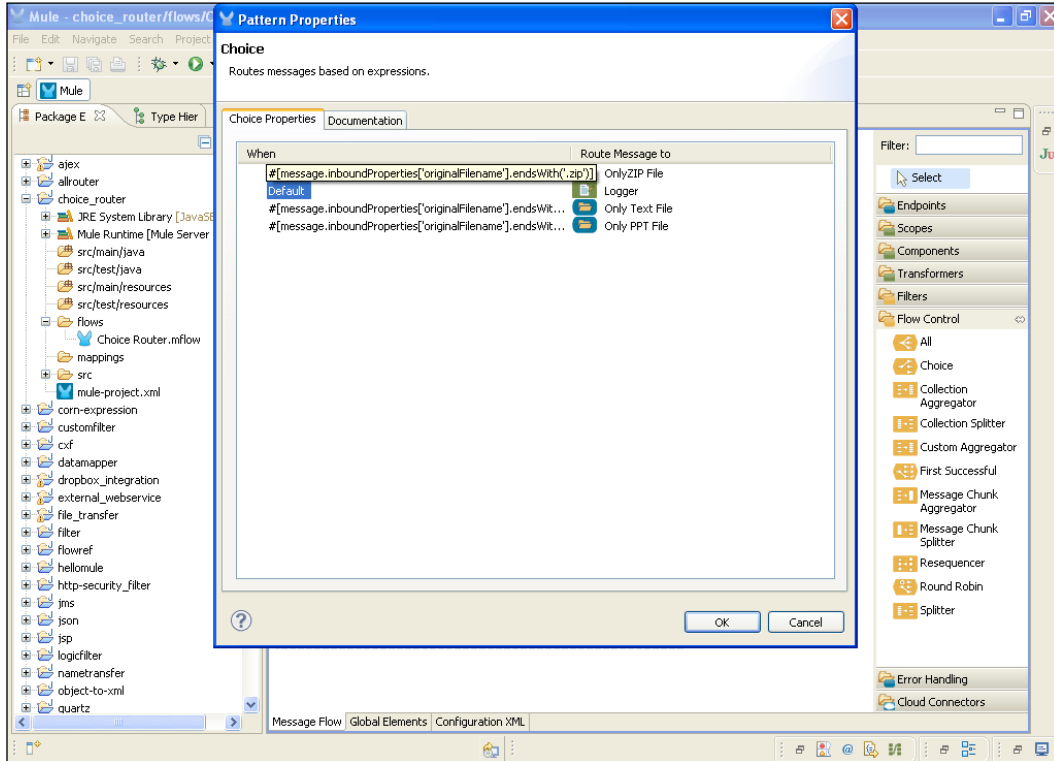 Mule - choice_router/flows/C
File Edit Navigate Search Project
Mule
Package E
Type Hier
ajex
allrouter
choice_router
JRE System Library [JavaSE
Mule Runtime [Mule Server
src/main/java
src/test/java
src/main/resources
src/test/resources
flows
Choice Router.mflow
mappings
src
mule-project.xml
corn-expression
customfilter
cxf
datamapper
dropbox_integration
external_webservice
file_transfer
filter
flowref
hellomule
http-security_filter
jms
json
jsp
logicfilter
nametransfer
object-to-xml
quartz
Pattern Properties
Choice
Routes messages based on expressions.
Choice Properties Documentation
When Route Message to
#[message.inboundProperties['originalFilename'].endsWith('.zip')] OnlyZIP File
Default Logger
#[message.inboundProperties['originalFilename'].endsWit... Only Text File
#[message.inboundProperties['originalFilename'].endsWit... Only PPT File
? OK Cancel
Message Flow Global Elements Configuration XML
Filter:
Select
Endpoints
Scopes
Components
Transformers
Filters
Flow Control
All
Choice
Collection
Aggregator
Collection Splitter
Custom Aggregator
First Successful
Message Chunk
Aggregator
Message Chunk
Splitter
Resequencer
Round Robin
Splitter
Error Handling
Cloud Connectors
Ju
@